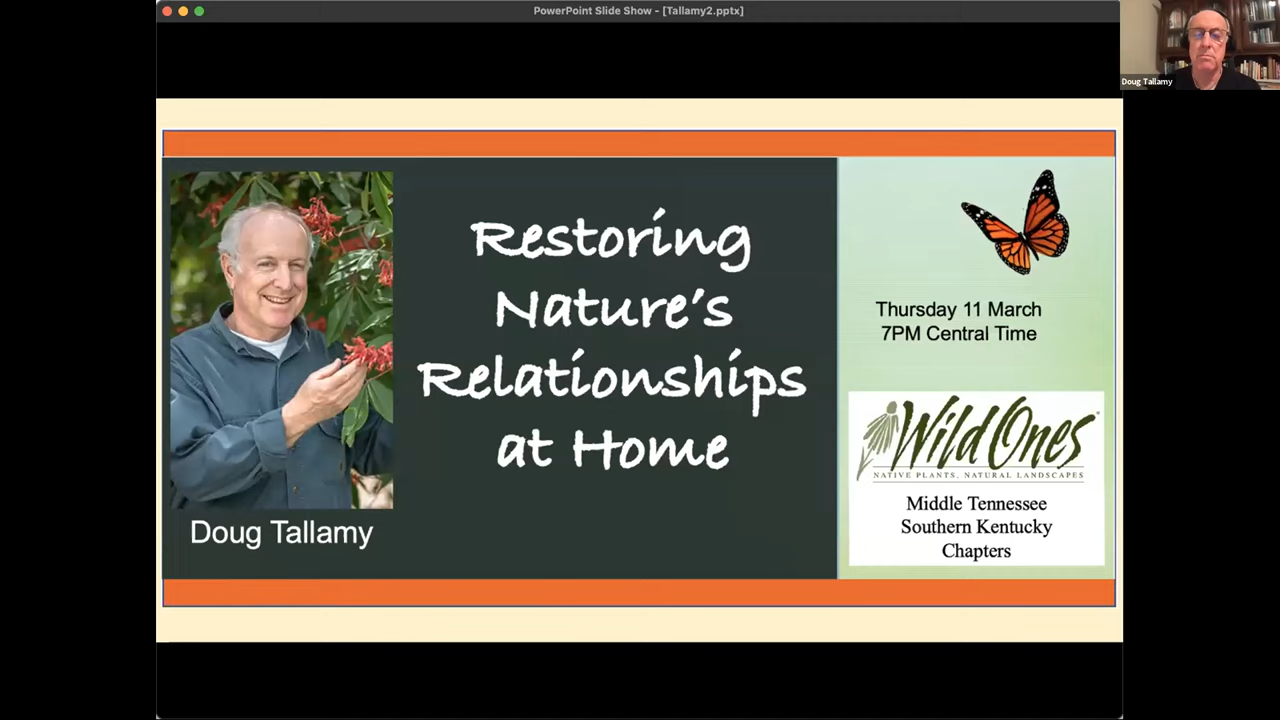 PowerPoint Slide Show - [Tallamy2.pptx]
Doug Tallamy
Restoring
Nature's
Relationships
at Home
Doug Tallamy
Thursday 11 March
7PM Central Time
Wild Ones®
NATIVE PLANTS, NATURAL LANDSCAPES
Middle Tennessee
Southern Kentucky
Chapters